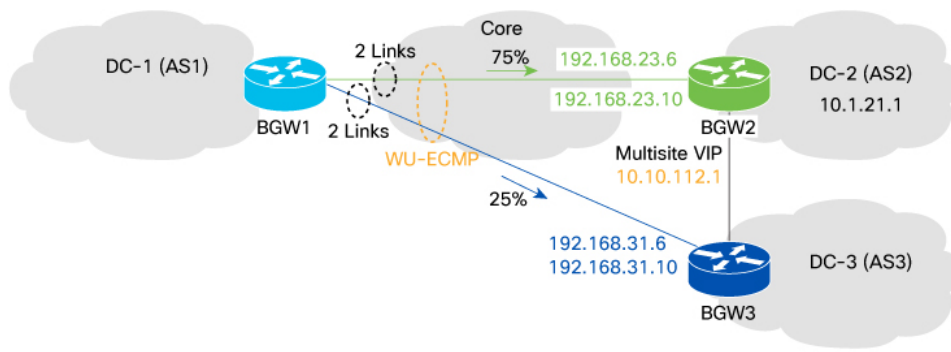 Core
2 Links
75%
192.168.23.6
DC-1 (AS1)
DC-2 (AS2)
192.168.23.10
10.1.21.1
BGW1
2 Links
BGW2
WU-ECMP
Multisite VIP
10.10.112.1
25%
192.168.31.6
192.168.31.10
DC-3 (AS3)
BGW3